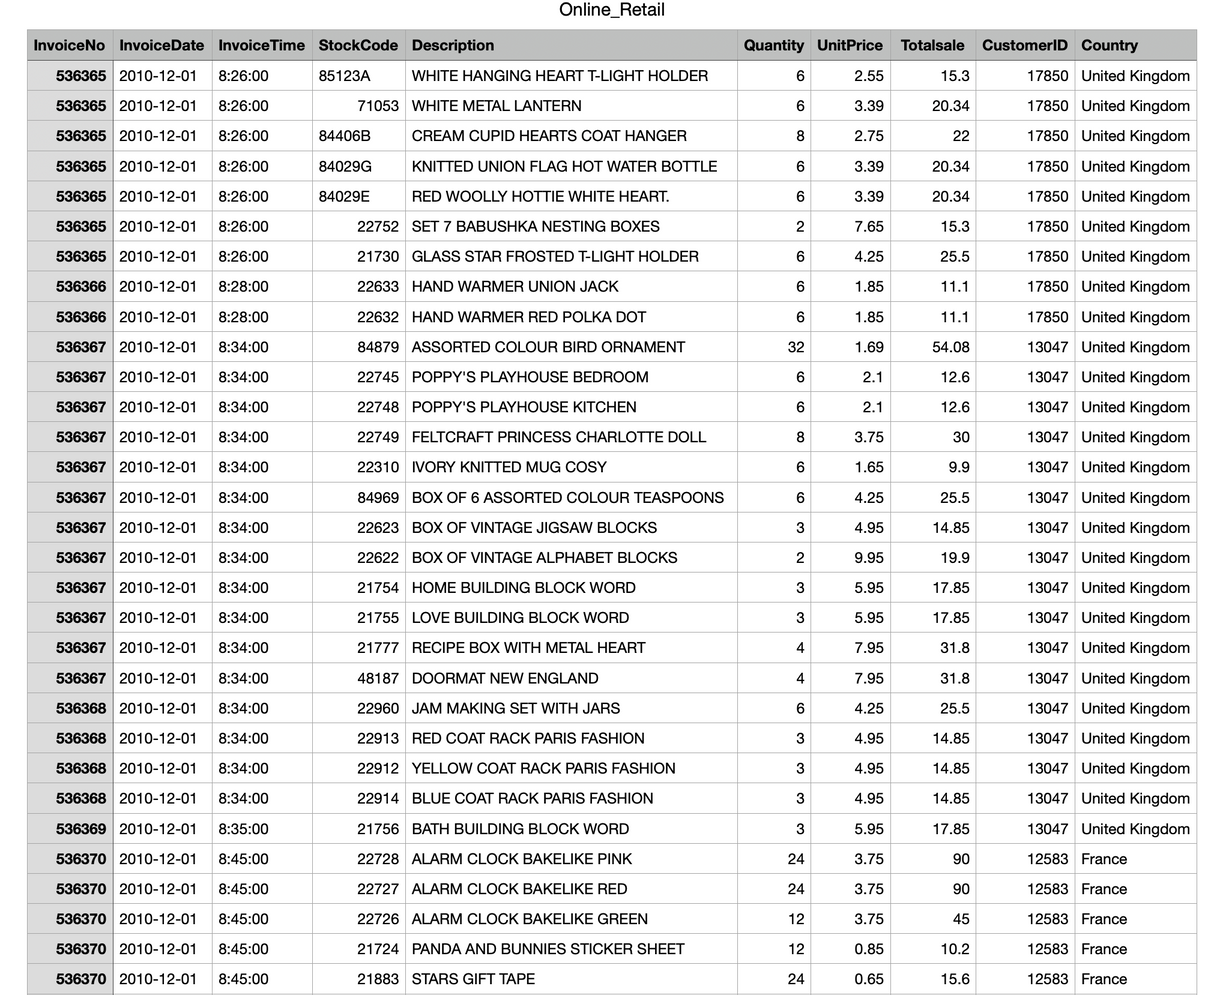 Online_Retail
InvoiceNo InvoiceDate InvoiceTime StockCode Description Quantity UnitPrice Totalsale CustomerID Country
536365 2010-12-01 8:26:00 85123A WHITE HANGING HEART T-LIGHT HOLDER 6 2.55 15.3 17850 United Kingdom
536365 2010-12-01 8:26:00 71053 WHITE METAL LANTERN 6 3.39 20.34 17850 United Kingdom
536365 2010-12-01 8:26:00 84406B CREAM CUPID HEARTS COAT HANGER 8 2.75 22 17850 United Kingdom
536365 2010-12-01 8:26:00 84029G KNITTED UNION FLAG HOT WATER BOTTLE 6 3.39 20.34 17850 United Kingdom
536365 2010-12-01 8:26:00 84029E RED WOOLLY HOTTIE WHITE HEART. 6 3.39 20.34 17850 United Kingdom
536365 2010-12-01 8:26:00 22752 SET 7 BABUSHKA NESTING BOXES 2 7.65 15.3 17850 United Kingdom
536365 2010-12-01 8:26:00 21730 GLASS STAR FROSTED T-LIGHT HOLDER 6 4.25 25.5 17850 United Kingdom
536366 2010-12-01 8:28:00 22633 HAND WARMER UNION JACK 6 1.85 11.1 17850 United Kingdom
536366 2010-12-01 8:28:00 22632 HAND WARMER RED POLKA DOT 6 1.85 11.1 17850 United Kingdom
536367 2010-12-01 8:34:00 84879 ASSORTED COLOUR BIRD ORNAMENT 32 1.69 54.08 13047 United Kingdom
536367 2010-12-01 8:34:00 22745 POPPY'S PLAYHOUSE BEDROOM 6 2.1 12.6 13047 United Kingdom
536367 2010-12-01 8:34:00 22748 POPPY'S PLAYHOUSE KITCHEN 6 2.1 12.6 13047 United Kingdom
536367 2010-12-01 8:34:00 22749 FELTCRAFT PRINCESS CHARLOTTE DOLL 8 3.75 30 13047 United Kingdom
536367 2010-12-01 8:34:00 22310 IVORY KNITTED MUG COSY 6 1.65 9.9 13047 United Kingdom
536367 2010-12-01 8:34:00 84969 BOX OF 6 ASSORTED COLOUR TEASPOONS 6 4.25 25.5 13047 United Kingdom
536367 2010-12-01 8:34:00 22623 BOX OF VINTAGE JIGSAW BLOCKS 3 4.95 14.85 13047 United Kingdom
536367 2010-12-01 8:34:00 22622 BOX OF VINTAGE ALPHABET BLOCKS 2 9.95 19.9 13047 United Kingdom
536367 2010-12-01 8:34:00 21754 HOME BUILDING BLOCK WORD 3 5.95 17.85 13047 United Kingdom
536367 2010-12-01 8:34:00 21755 LOVE BUILDING BLOCK WORD 3 5.95 17.85 13047 United Kingdom
536367 2010-12-01 8:34:00 21777 RECIPE BOX WITH METAL HEART 4 7.95 31.8 13047 United Kingdom
536367 2010-12-01 8:34:00 48187 DOORMAT NEW ENGLAND 4 7.95 31.8 13047 United Kingdom
536368 2010-12-01 8:34:00 22960 JAM MAKING SET WITH JARS 6 4.25 25.5 13047 United Kingdom
536368 2010-12-01 8:34:00 22913 RED COAT RACK PARIS FASHION 3 4.95 14.85 13047 United Kingdom
536368 2010-12-01 8:34:00 22912 YELLOW COAT RACK PARIS FASHION 3 4.95 14.85 13047 United Kingdom
536368 2010-12-01 8:34:00 22914 BLUE COAT RACK PARIS FASHION 3 4.95 14.85 13047 United Kingdom
536369 2010-12-01 8:35:00 21756 BATH BUILDING BLOCK WORD 3 5.95 17.85 13047 United Kingdom
536370 2010-12-01 8:45:00 22728 ALARM CLOCK BAKELIKE PINK 24 3.75 90 12583 France
536370 2010-12-01 8:45:00 22727 ALARM CLOCK BAKELIKE RED 24 3.75 90 12583 France
536370 2010-12-01 8:45:00 22726 ALARM CLOCK BAKELIKE GREEN 12 3.75 45 12583 France
536370 2010-12-01 8:45:00 21724 PANDA AND BUNNIES STICKER SHEET 12 0.85 10.2 12583 France
536370 2010-12-01 8:45:00 21883 STARS GIFT TAPE 24 0.65 15.6 12583 France